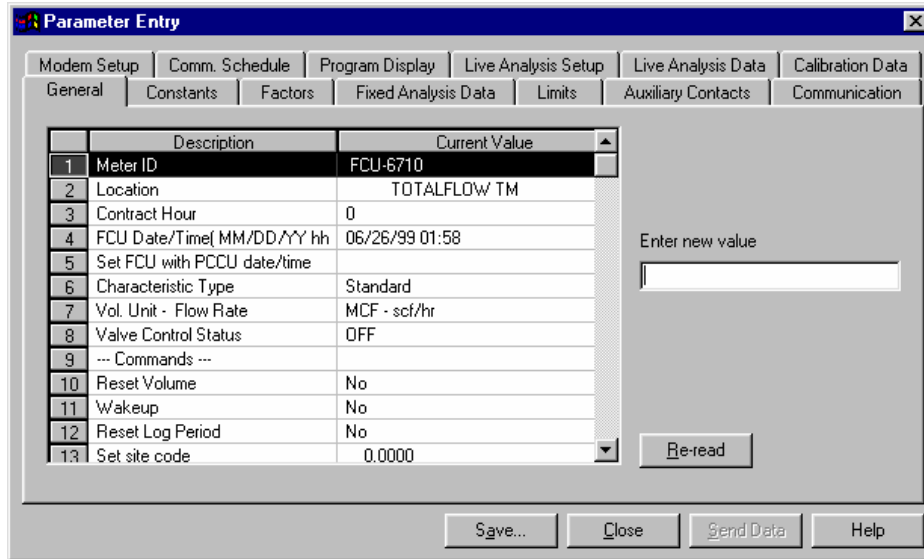 Parameter Entry
Modem Setup Comm. Schedule Program Display Live Analysis Setup Live Analysis Data Calibration Data
General Constants Factors Fixed Analysis Data Limits Auxiliary Contacts Communication
Description Current Value
1 Meter ID FCU-6710
2 Location TOTALFLOW TM
3 Contract Hour 0
4 FCU Date/Time( MM/DD/YY hh 06/26/99 01:58
5 Set FCU with PCCU date/time
6 Characteristic Type Standard
7 Vol. Unit - Flow Rate MCF - scf/hr
8 Valve Control Status OFF
9 --- Commands ---
10 Reset Volume No
11 Wakeup No
12 Reset Log Period No
13 Set site code 0.0000
Enter new value
Re-read
Save... Close Send Data Help